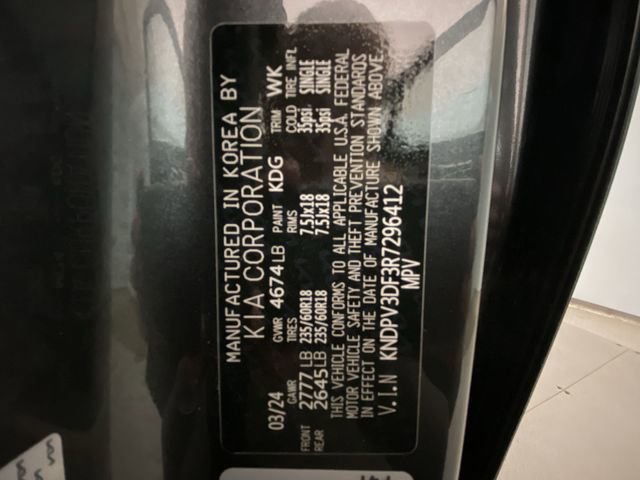 MANUFACTURED IN KOREA BY
KIA CORPORATION
03/24 GVWR 4674LB PAINT KDG TRIM WK
GAWR TIRES RIMS COLD TIRE INFL
FRONT 2777LB 235/60R18 7.5Jx18 35psi SINGLE
REAR 2645LB 235/60R18 7.5Jx18 35psi SINGLE
THIS VEHICLE CONFORMS TO ALL APPLICABLE U.S.A. FEDERAL
MOTOR VEHICLE SAFETY AND THEFT PREVENTION STANDARDS
IN EFFECT ON THE DATE OF MANUFACTURE SHOWN ABOVE.
V.I.N KNDPV3DF3R7296412
MPV